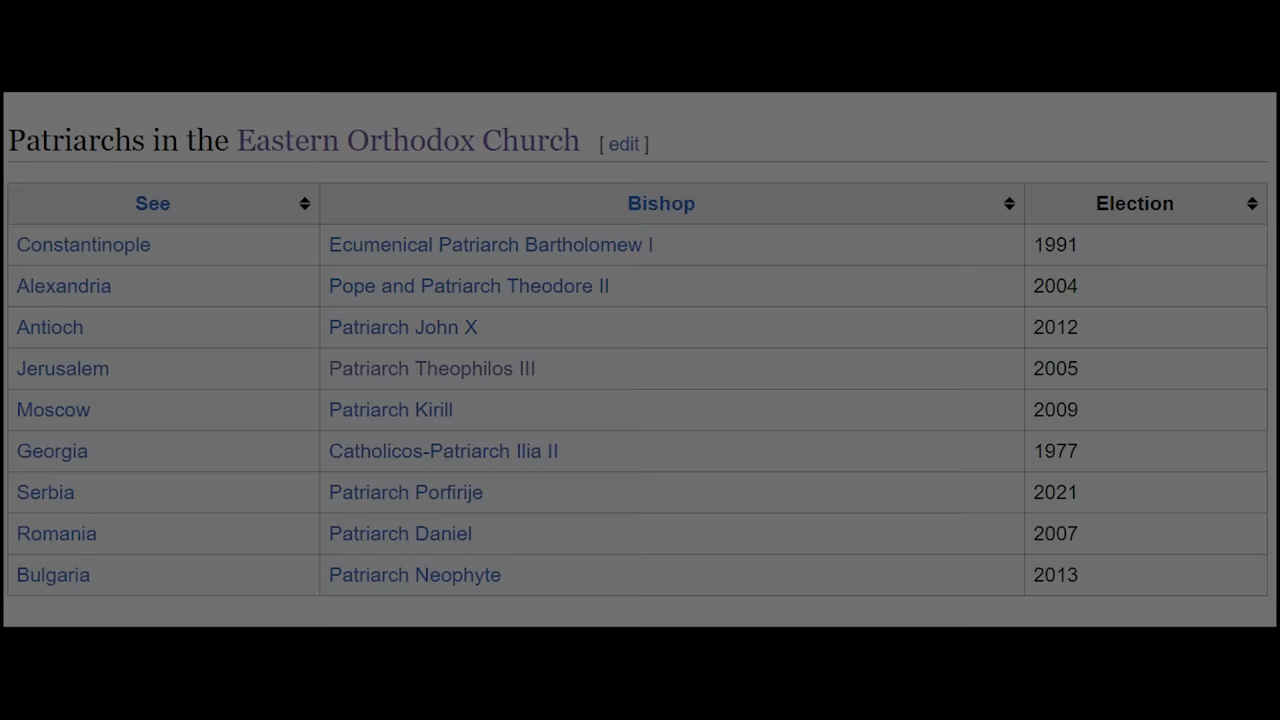 Patriarchs in the Eastern Orthodox Church [ edit ]
See Bishop Election
Constantinople Ecumenical Patriarch Bartholomew I 1991
Alexandria Pope and Patriarch Theodore II 2004
Antioch Patriarch John X 2012
Jerusalem Patriarch Theophilos III 2005
Moscow Patriarch Kirill 2009
Georgia Catholicos-Patriarch Ilia II 1977
Serbia Patriarch Porfirije 2021
Romania Patriarch Daniel 2007
Bulgaria Patriarch Neophyte 2013